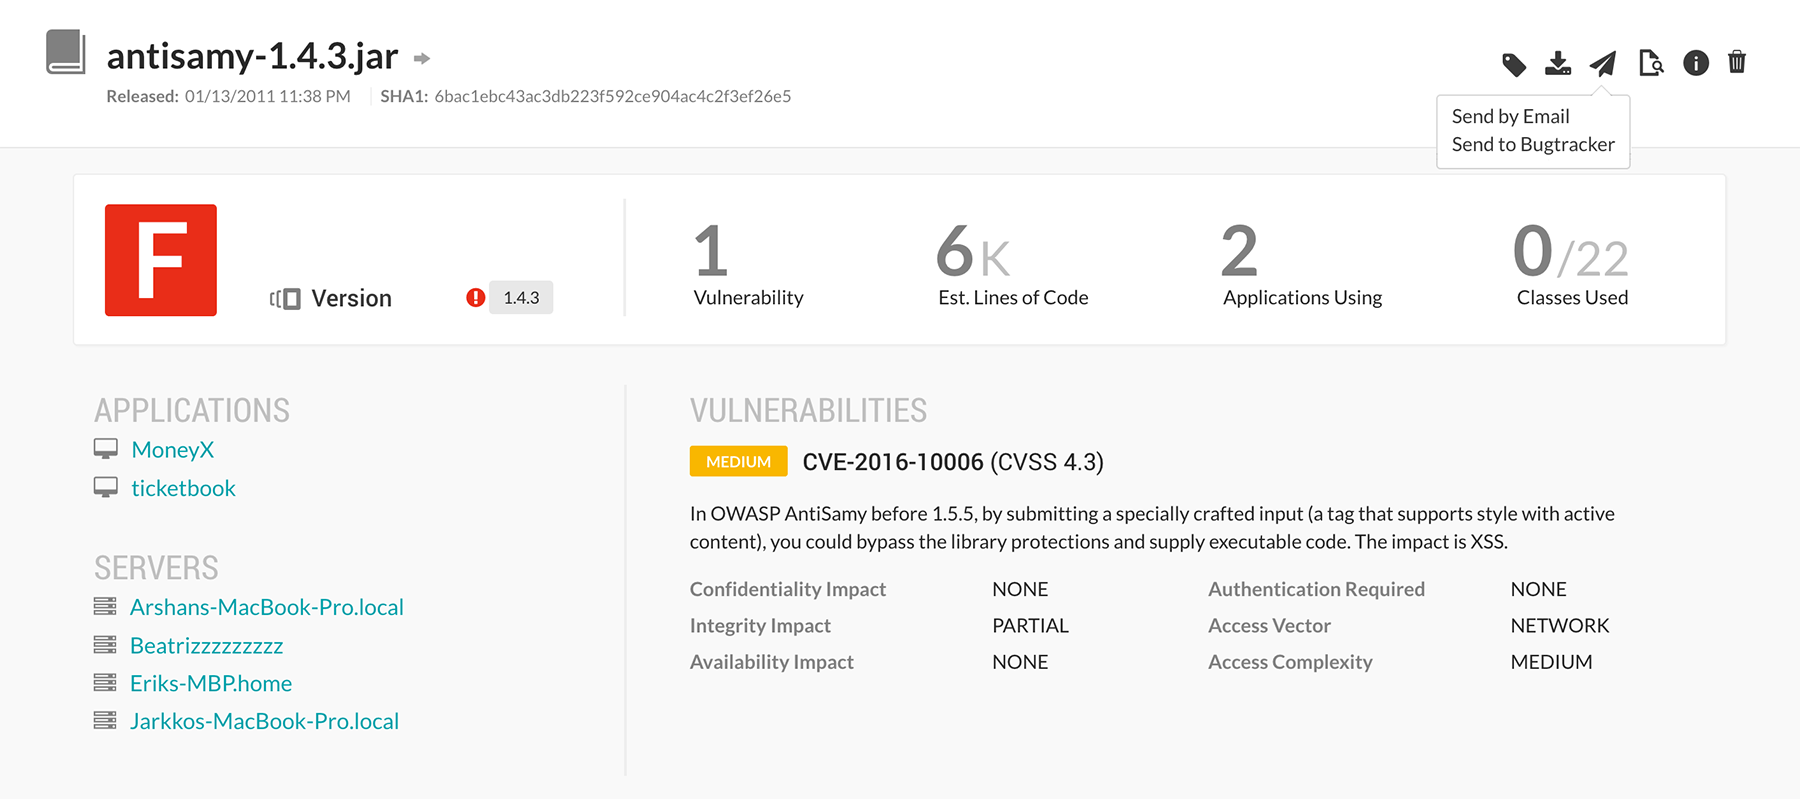 antisamy-1.4.3.jar
Released: 01/13/2011 11:38 PM SHA1: 6bac1ebc43ac3db223f592ce904ac4c2f3ef26e5
Send by Email
Send to Bugtracker
F
Version 1.4.3
1 6K 2 0/22
Vulnerability Est. Lines of Code Applications Using Classes Used
APPLICATIONS
MoneyX
ticketbook
SERVERS
Arshans-MacBook-Pro.local
Beatrizzzzzzzzz
Eriks-MBP.home
Jarkkos-MacBook-Pro.local
VULNERABILITIES
MEDIUM CVE-2016-10006 (CVSS 4.3)
In OWASP AntiSamy before 1.5.5, by submitting a specially crafted input (a tag that supports style with active
content), you could bypass the library protections and supply executable code. The impact is XSS.
Confidentiality Impact NONE Authentication Required NONE
Integrity Impact PARTIAL Access Vector NETWORK
Availability Impact NONE Access Complexity MEDIUM